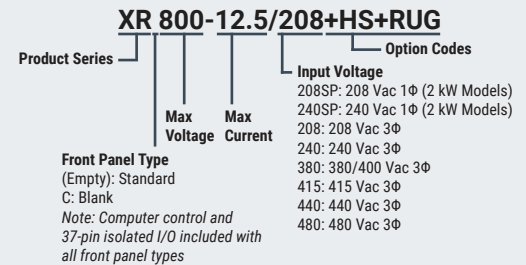 XR 800-12.5/208+HS+RUG
Product Series
Option Codes
Input Voltage
208SP: 208 Vac 1Φ (2 kW Models)
240SP: 240 Vac 1Φ (2 kW Models)
208: 208 Vac 3Φ
240: 240 Vac 3Φ
380: 380/400 Vac 3Φ
415: 415 Vac 3Φ
440: 440 Vac 3Φ
480: 480 Vac 3Φ
Max
Voltage
Max
Current
Front Panel Type
(Empty): Standard
C: Blank
Note: Computer control and
37-pin isolated I/O included with
all front panel types